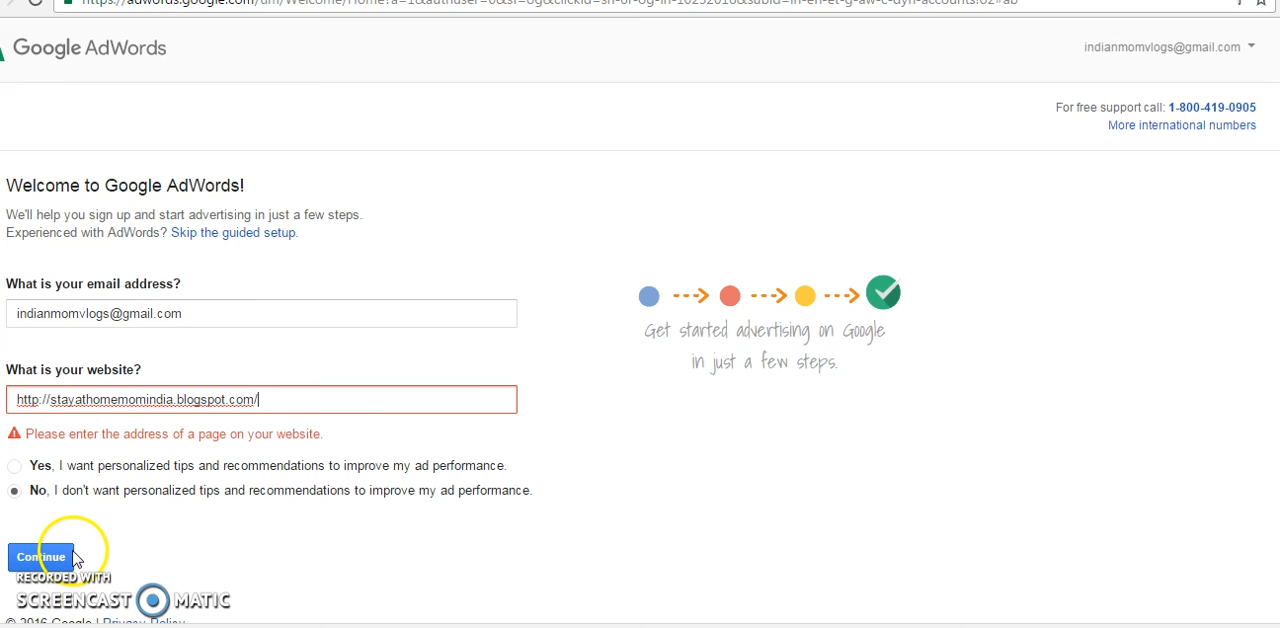 Google AdWords
indianmomvlogs@gmail.com
For free support call: 1-800-419-0905
More international numbers
Welcome to Google AdWords!
We'll help you sign up and start advertising in just a few steps.
Experienced with AdWords? Skip the guided setup.
What is your email address?
indianmomvlogs@gmail.com
What is your website?
http://stayathomemomindia.blogspot.com/
Please enter the address of a page on your website.
Yes, I want personalized tips and recommendations to improve my ad performance.
No, I don't want personalized tips and recommendations to improve my ad performance.
Continue
Get started advertising on Google
in just a few steps.
RECORDED WITH
SCREENCAST MATIC
© 2016 Google | Privacy Policy